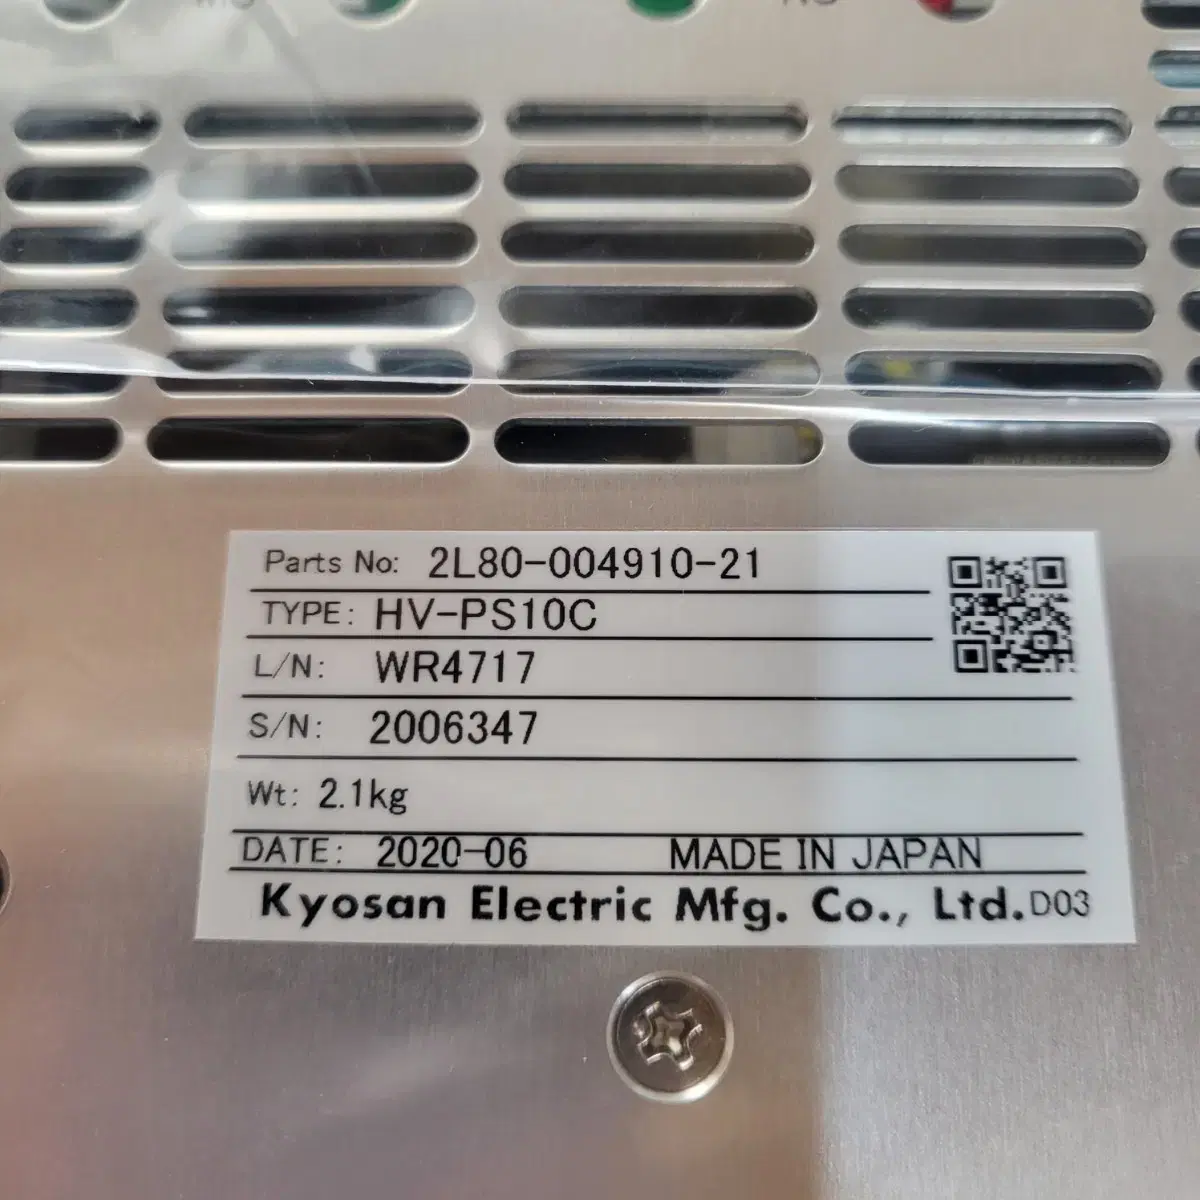 Parts No: 2L80-004910-21
TYPE: HV-PS10C
L/N: WR4717
S/N: 2006347
Wt: 2.1kg
DATE: 2020-06 MADE IN JAPAN
Kyosan Electric Mfg. Co., Ltd. D03